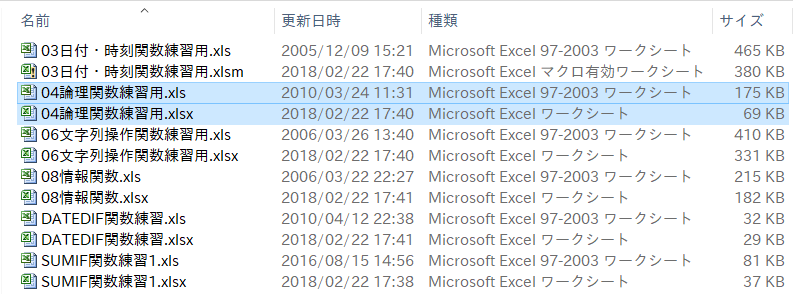 名前 更新日時 種類 サイズ
03日付・時刻関数練習用.xls 2005/12/09 15:21 Microsoft Excel 97-2003 ワークシート 465 KB
03日付・時刻関数練習用.xlsm 2018/02/22 17:40 Microsoft Excel マクロ有効ワークシート 380 KB
04論理関数練習用.xls 2010/03/24 11:31 Microsoft Excel 97-2003 ワークシート 175 KB
04論理関数練習用.xlsx 2018/02/22 17:40 Microsoft Excel ワークシート 69 KB
06文字列操作関数練習用.xls 2006/03/26 13:40 Microsoft Excel 97-2003 ワークシート 410 KB
06文字列操作関数練習用.xlsx 2018/02/22 17:40 Microsoft Excel ワークシート 331 KB
08情報関数.xls 2006/03/22 22:27 Microsoft Excel 97-2003 ワークシート 215 KB
08情報関数.xlsx 2018/02/22 17:41 Microsoft Excel ワークシート 182 KB
DATEDIF関数練習.xls 2010/04/12 22:38 Microsoft Excel 97-2003 ワークシート 32 KB
DATEDIF関数練習.xlsx 2018/02/22 17:41 Microsoft Excel ワークシート 29 KB
SUMIF関数練習1.xls 2016/08/15 14:56 Microsoft Excel 97-2003 ワークシート 81 KB
SUMIF関数練習1.xlsx 2018/02/22 17:38 Microsoft Excel ワークシート 37 KB